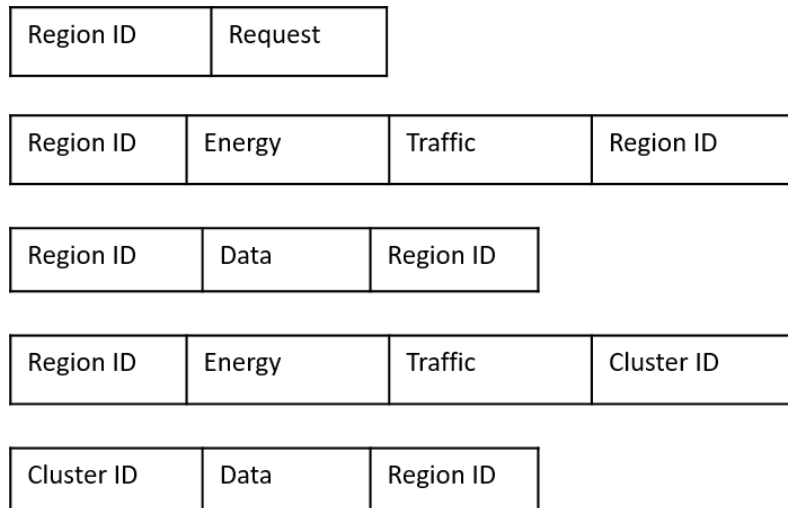 Region ID Request
Region ID Energy Traffic Region ID
Region ID Data Region ID
Region ID Energy Traffic Cluster ID
Cluster ID Data Region ID